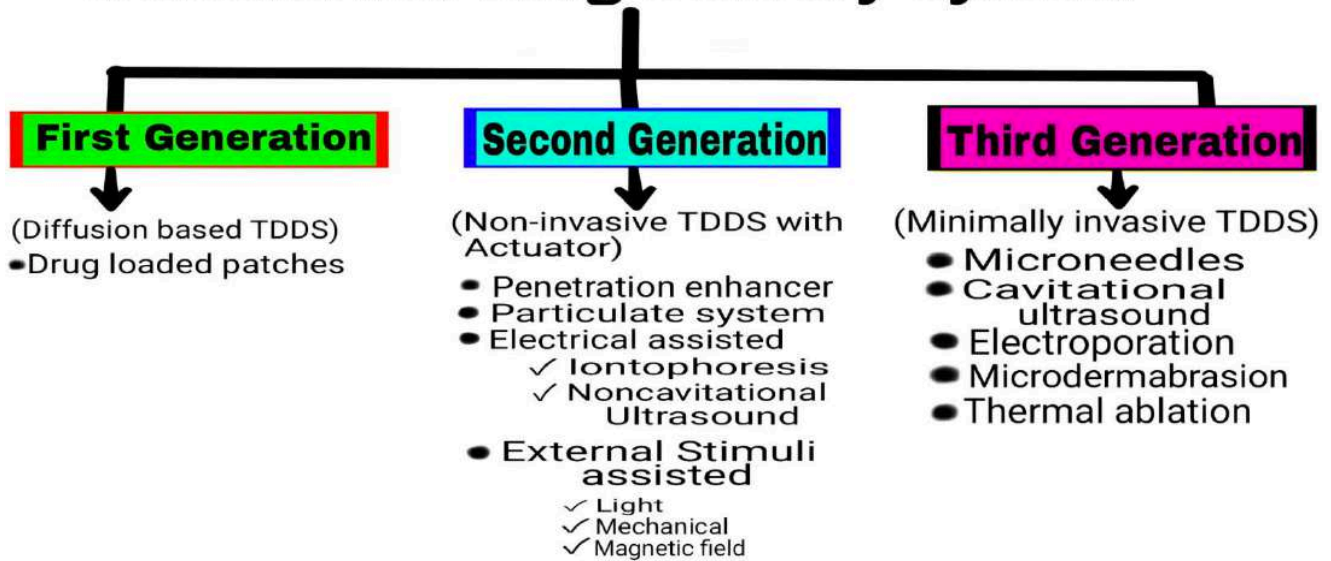 First Generation
(Diffusion based TDDS)
•Drug loaded patches
Second Generation
(Non-invasive TDDS with
Actuator)
• Penetration enhancer
• Particulate system
• Electrical assisted
✓ Iontophoresis
✓ Noncavitational
Ultrasound
• External Stimuli
assisted
✓ Light
✓ Mechanical
✓ Magnetic field
Third Generation
(Minimally invasive TDDS)
• Microneedles
• Cavitational
ultrasound
• Electroporation
• Microdermabrasion
• Thermal ablation